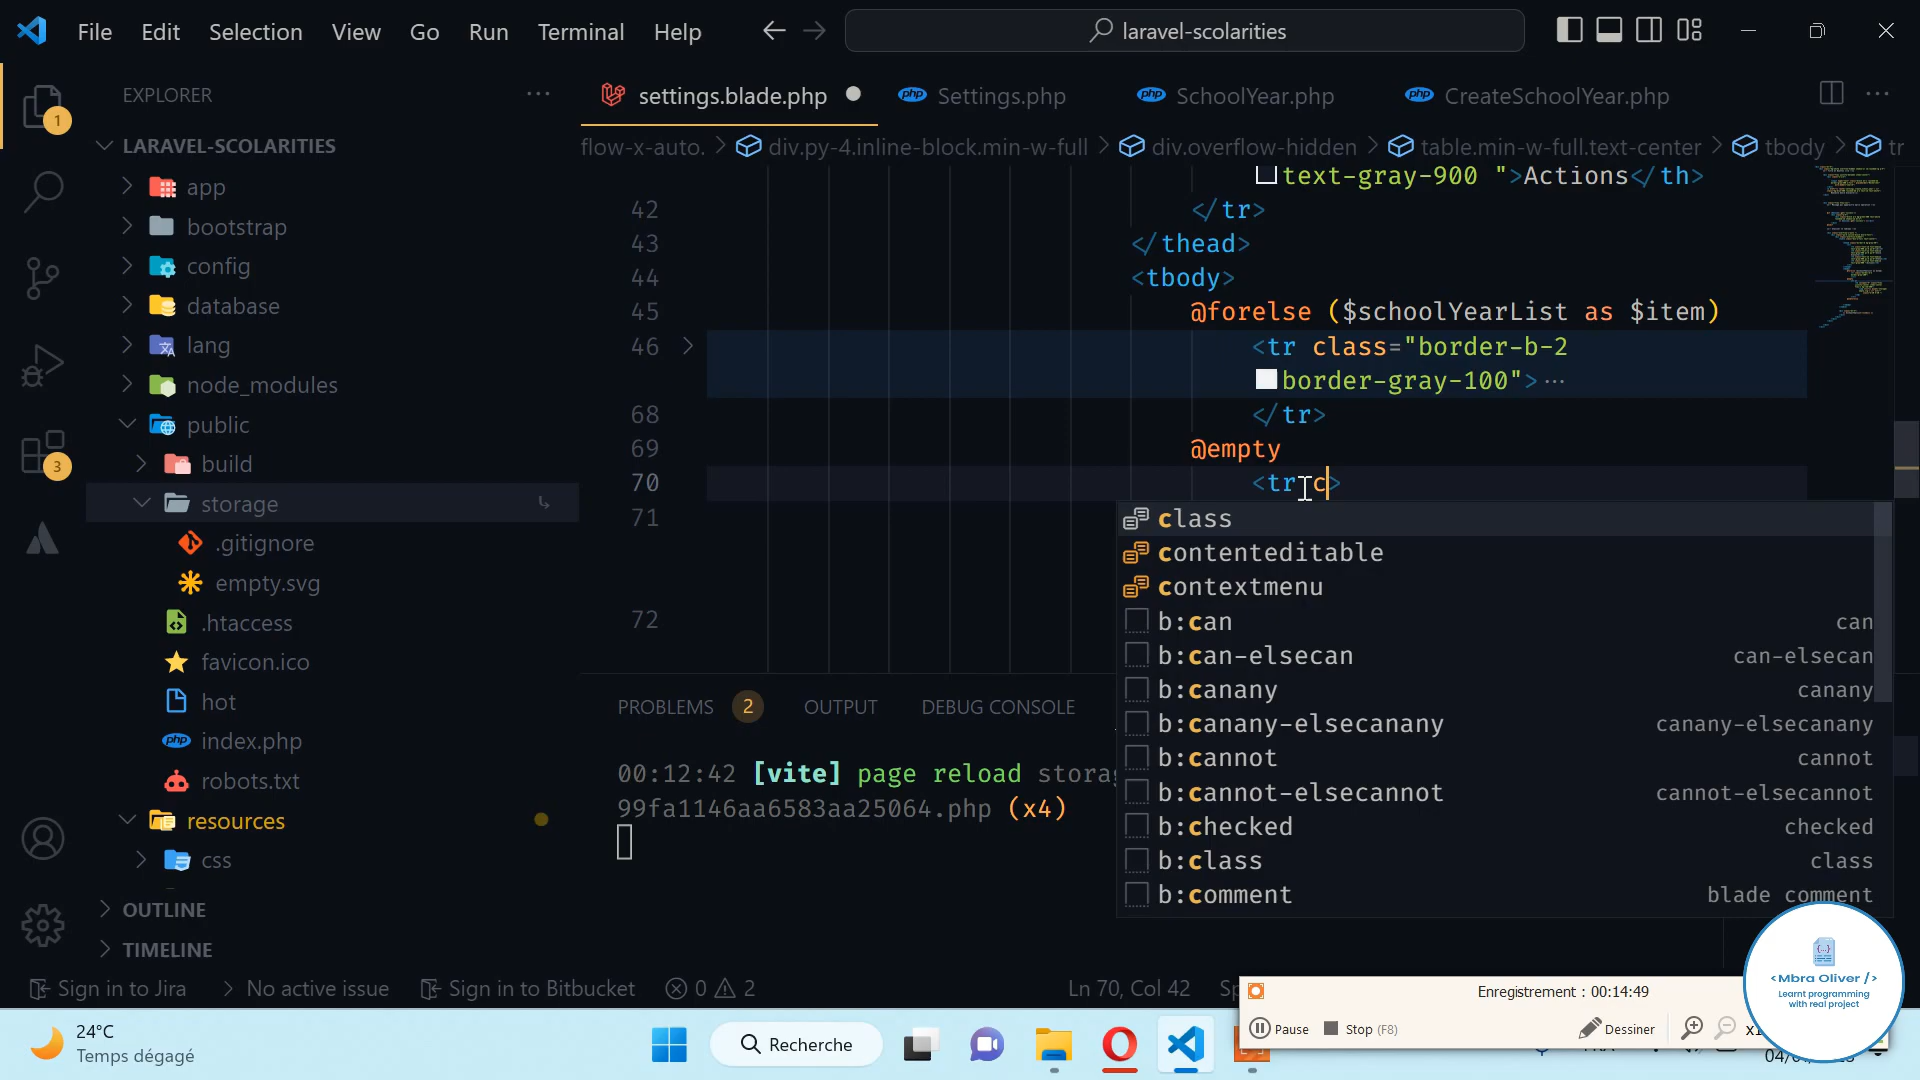 File Edit Selection View Go Run Terminal Help
laravel-scolarities
EXPLORER
LARAVEL-SCOLARITIES
app
bootstrap
config
database
lang
node_modules
public
build
storage
.gitignore
empty.svg
.htaccess
favicon.ico
hot
index.php
robots.txt
resources
css
OUTLINE
TIMELINE
1
3
settings.blade.php Settings.php SchoolYear.php CreateSchoolYear.php
flow-x-auto. > div.py-4.inline-block.min-w-full > div.overflow-hidden > table.min-w-full.text-center > tbody > tr
text-gray-900 ">Actions</th>
42 </tr>
43 </thead>
44 <tbody>
45 @forelse ($schoolYearList as $item)
46 <tr class="border-b-2
border-gray-100">…
68 </tr>
69 @empty
70 <tr c>
71
72
class
contenteditable
contextmenu
b:can can
b:can-elsecan can-elsecan
b:canany canany
b:canany-elsecanany canany-elsecanany
b:cannot cannot
b:cannot-elsecannot cannot-elsecannot
b:checked checked
b:class class
b:comment blade comment
PROBLEMS 2 OUTPUT DEBUG CONSOLE
00:12:42 [vite] page reload storag
99fa1146aa6583aa25064.php (x4)
Sign in to Jira No active issue Sign in to Bitbucket 0 2 Ln 70, Col 42
Enregistrement : 00:14:49
Pause Stop (F8) Dessiner
<Mbra Oliver />
Learnt programming
with real project
24°C
Temps dégagé
Recherche